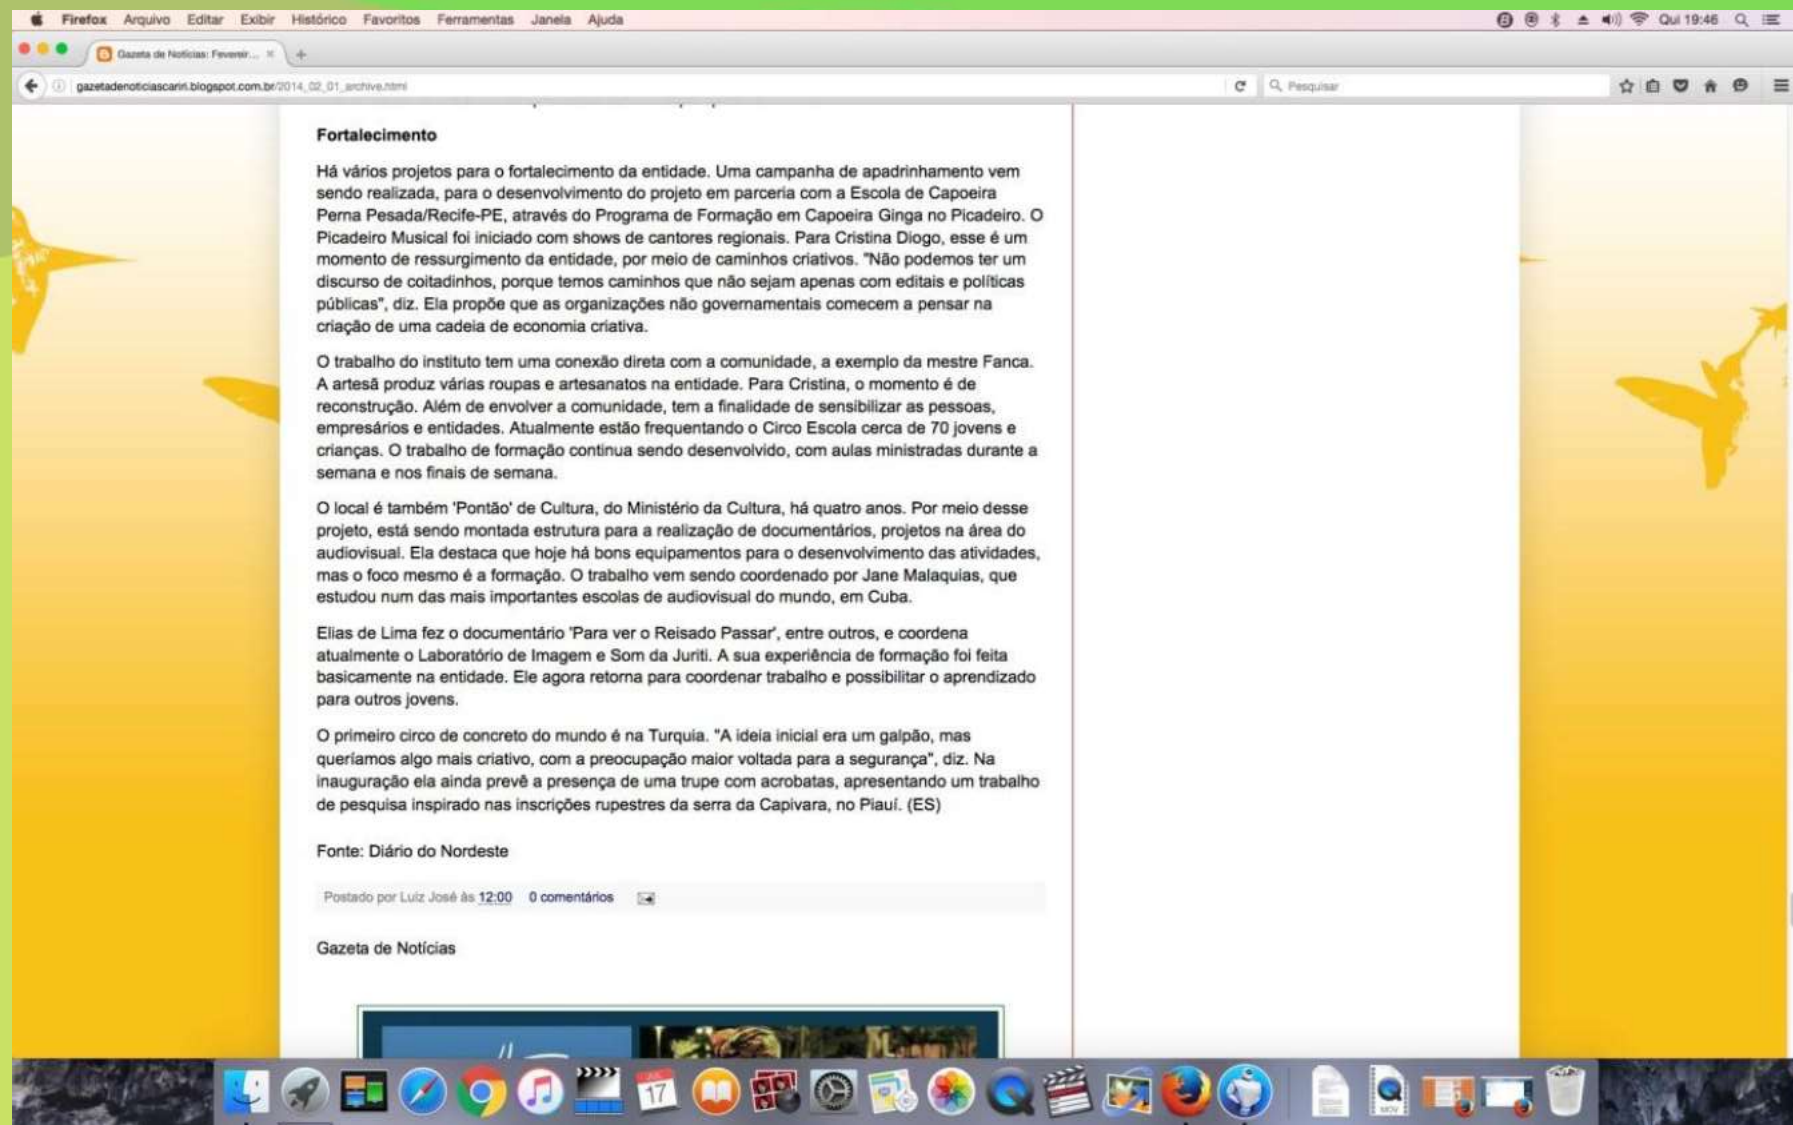 Firefox Arquivo Editar Exibir Histórico Favoritos Ferramentas Janela Ajuda
Qui 19:46
Gazeta de Notícias: Fevereir...
gazetadenoticiascariri.blogspot.com.br/2014_02_01_archive.html
Pesquisar
Fortalecimento
Há vários projetos para o fortalecimento da entidade. Uma campanha de apadrinhamento vem
sendo realizada, para o desenvolvimento do projeto em parceria com a Escola de Capoeira
Perna Pesada/Recife-PE, através do Programa de Formação em Capoeira Ginga no Picadeiro. O
Picadeiro Musical foi iniciado com shows de cantores regionais. Para Cristina Diogo, esse é um
momento de ressurgimento da entidade, por meio de caminhos criativos. "Não podemos ter um
discurso de coitadinhos, porque temos caminhos que não sejam apenas com editais e políticas
públicas", diz. Ela propõe que as organizações não governamentais comecem a pensar na
criação de uma cadeia de economia criativa.
O trabalho do instituto tem uma conexão direta com a comunidade, a exemplo da mestre Fanca.
A artesã produz várias roupas e artesanatos na entidade. Para Cristina, o momento é de
reconstrução. Além de envolver a comunidade, tem a finalidade de sensibilizar as pessoas,
empresários e entidades. Atualmente estão frequentando o Circo Escola cerca de 70 jovens e
crianças. O trabalho de formação continua sendo desenvolvido, com aulas ministradas durante a
semana e nos finais de semana.
O local é também 'Pontão' de Cultura, do Ministério da Cultura, há quatro anos. Por meio desse
projeto, está sendo montada estrutura para a realização de documentários, projetos na área do
audiovisual. Ela destaca que hoje há bons equipamentos para o desenvolvimento das atividades,
mas o foco mesmo é a formação. O trabalho vem sendo coordenado por Jane Malaquias, que
estudou num das mais importantes escolas de audiovisual do mundo, em Cuba.
Elias de Lima fez o documentário 'Para ver o Reisado Passar', entre outros, e coordena
atualmente o Laboratório de Imagem e Som da Juriti. A sua experiência de formação foi feita
basicamente na entidade. Ele agora retorna para coordenar trabalho e possibilitar o aprendizado
para outros jovens.
O primeiro circo de concreto do mundo é na Turquia. "A ideia inicial era um galpão, mas
queríamos algo mais criativo, com a preocupação maior voltada para a segurança", diz. Na
inauguração ela ainda prevê a presença de uma trupe com acrobatas, apresentando um trabalho
de pesquisa inspirado nas inscrições rupestres da serra da Capivara, no Piauí. (ES)
Fonte: Diário do Nordeste
Postado por Luiz José às 12:00 0 comentários
Gazeta de Notícias
17
MOV